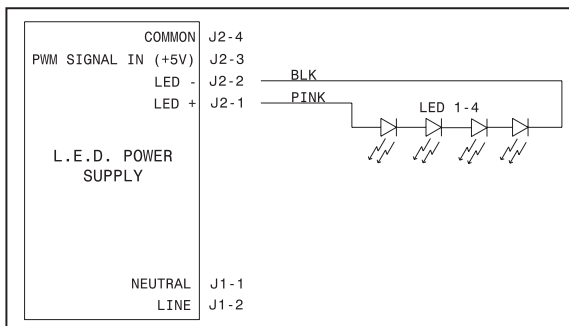 COMMON J2-4
PWM SIGNAL IN (+5V) J2-3
LED - J2-2 BLK
LED + J2-1 PINK
LED 1-4
L.E.D. POWER
SUPPLY
NEUTRAL J1-1
LINE J1-2